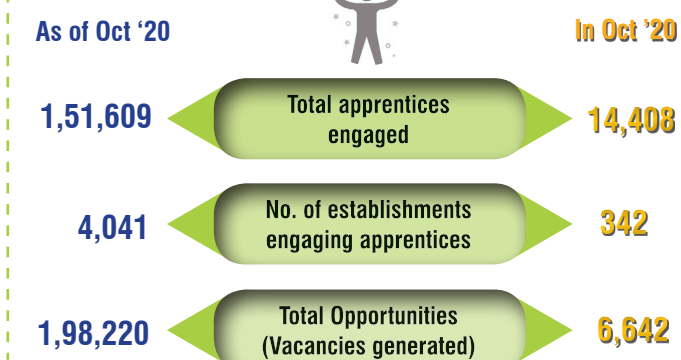 As of Oct ‘20
In Oct ’20
1,51,609
Total apprentices
engaged
14,408
4,041
No. of establishments
engaging apprentices
342
1,98,220
Total Opportunities
(Vacancies generated)
6,642